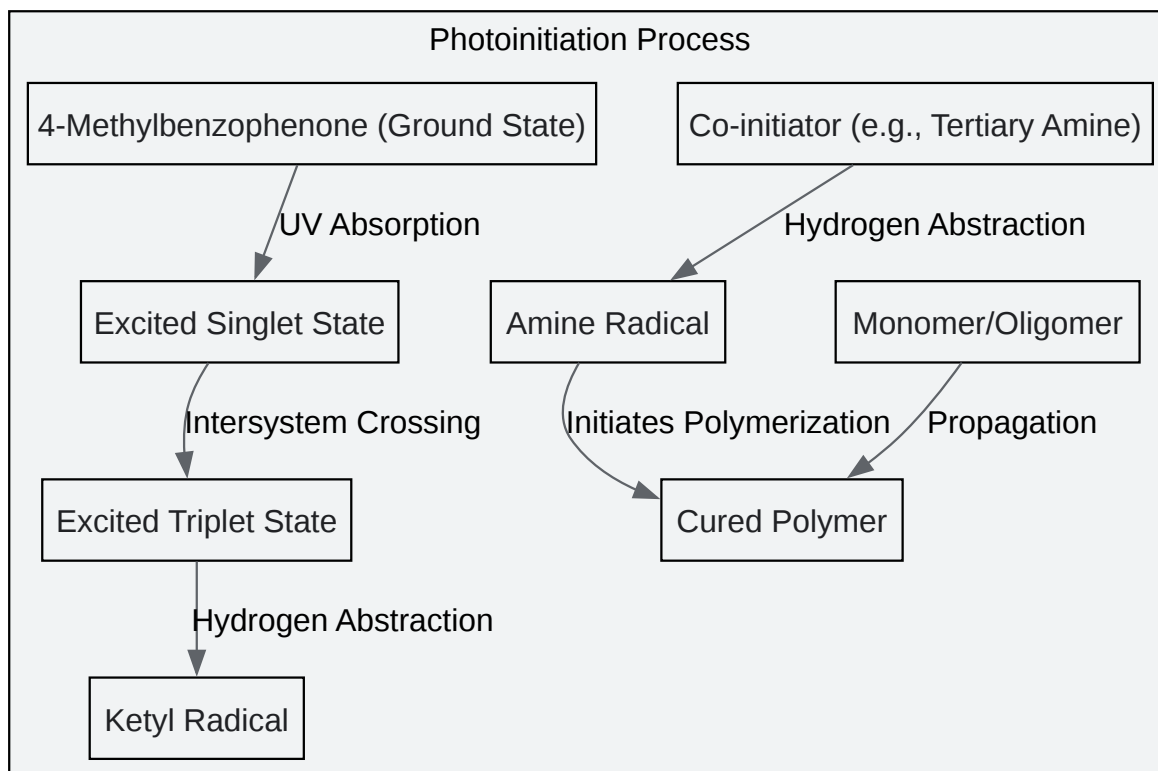 Photoinitiation Process
4-Methylbenzophenone (Ground State)
Co-initiator (e.g., Tertiary Amine)
UV Absorption
Hydrogen Abstraction
Excited Singlet State
Amine Radical
Monomer/Oligomer
Intersystem Crossing
Initiates Polymerization
Propagation
Excited Triplet State
Cured Polymer
Hydrogen Abstraction
Ketyl Radical